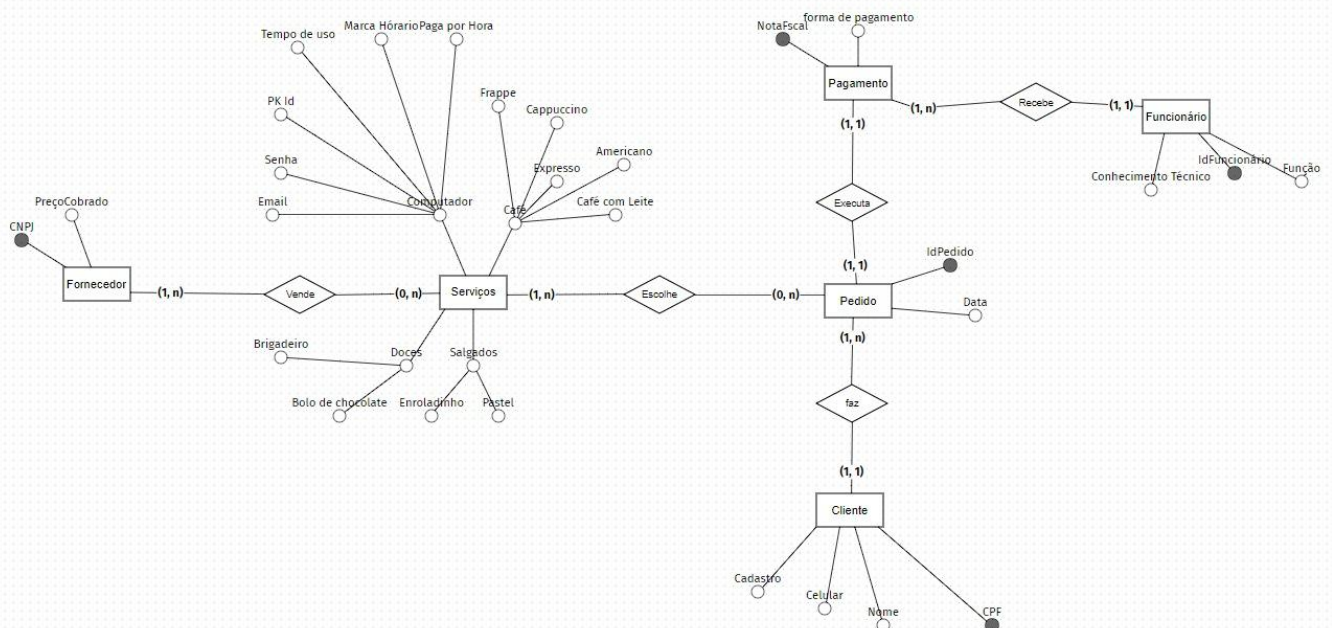 forma de pagamento
NotaFscal
Marca Hórario
Paga por Hora
Tempo de uso
Pagamento
Frappe
PK Id
(1, n)
Recebe
(1, 1)
Funcionário
Cappuccino
(1, 1)
Senha
Expresso
Americano
IdFuncionário
Função
Conhecimento Técnico
Email
Computador
Café
Café com Leite
PreçoCobrado
Executa
CNPJ
IdPedido
(1, 1)
Fornecedor
(1, n)
Vende
(0, n)
Serviços
(1, n)
Escolhe
(0, n)
Pedido
Data
Brigadeiro
Doces
Salgados
(1, n)
Bolo de chocolate
Enroladinho
Pastel
faz
(1, 1)
Cliente
Cadastro
Celular
Nome
CPF